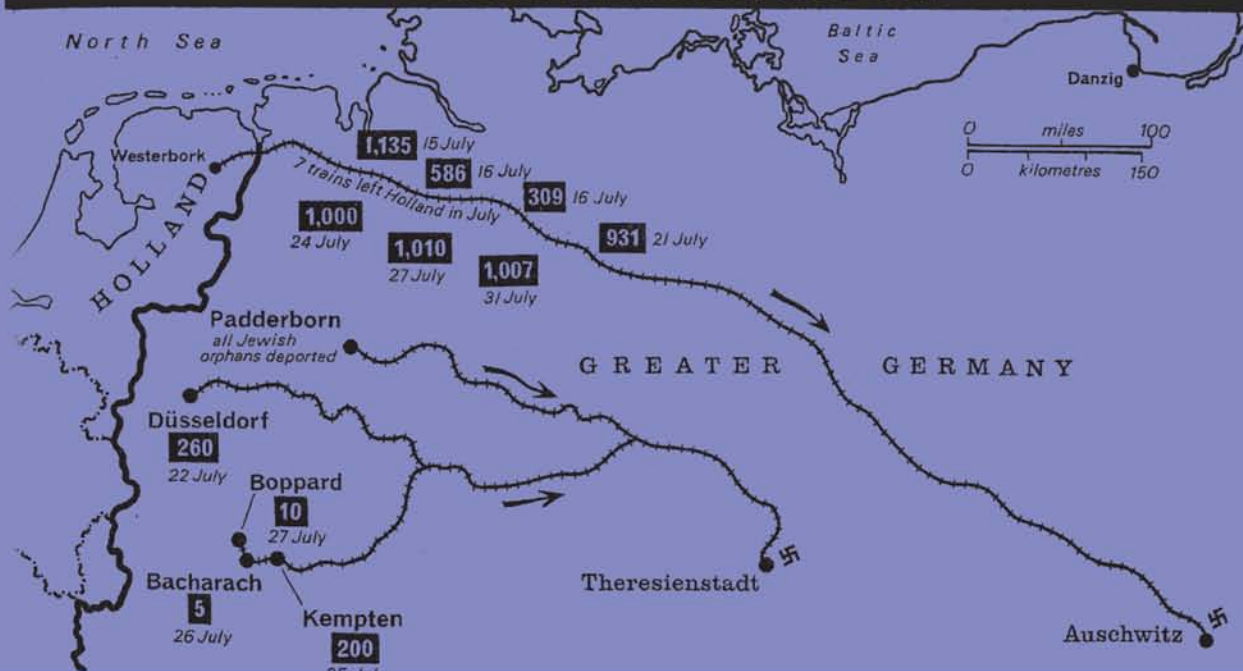 North Sea
Baltic
Sea
Danzig
0 miles 100
0 kilometres 150
Westerbork
HOLLAND
1,135 15 July
586 16 July
309 16 July
931 21 July
7 trains left Holland in July
1,000
24 July
1,010
27 July
1,007
31 July
Padderborn
all Jewish
orphans deported
GREATER GERMANY
Düsseldorf
260
22 July
Boppard
10
27 July
Bacharach
5
26 July
Kempten
200
Theresienstadt
Auschwitz